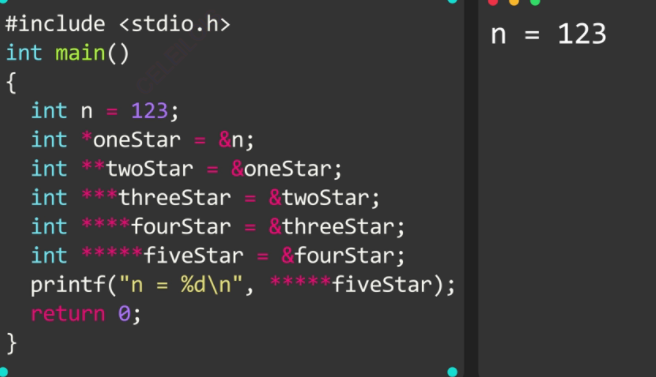 #include <stdio.h>
int main()
{
  int n = 123;
  int *oneStar = &n;
  int **twoStar = &oneStar;
  int ***threeStar = &twoStar;
  int ****fourStar = &threeStar;
  int *****fiveStar = &fourStar;
  printf("n = %d\n", *****fiveStar);
  return 0;
}
n = 123